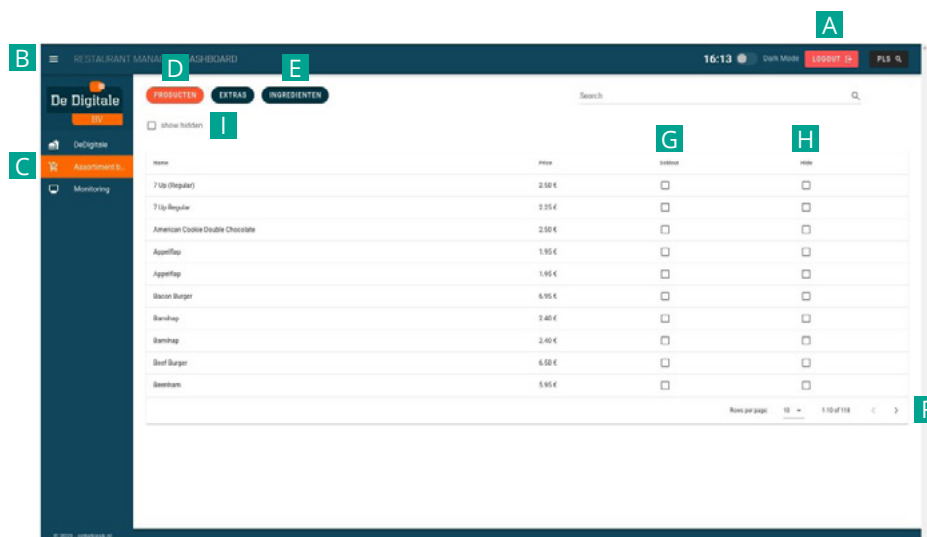 A
B RESTAURANT MANA ASHBOARD 16:13 Dark Mode LOGOUT PLS
D E
De Digitale
BV
PRODUCTEN EXTRAS INGREDIENTEN Search
show hidden I
DeDigitale
G H
C Assortiment b..
Name Price Soldout Hide
Monitoring
7 Up (Regular) 2.50 €
7 Up Regular 2.25 €
American Cookie Double Chocolate 2.50 €
Appelflap 1.95 €
Appelflap 1.95 €
Bacon Burger 6.95 €
Bamihap 2.40 €
Bamihap 2.40 €
Beef Burger 6.50 €
Beenham 5.95 €
Rows per page: 10 1-10 of 118